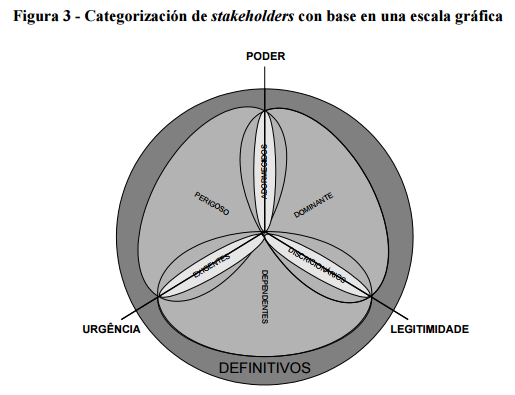 Figura 3 - Categorización de stakeholders con base en una escala gráfica
PODER
ADORMECIDOS
PERIGOSO
DOMINANTE
EXIGENTES
DISCRICIONÁRIOS
DEPENDENTES
URGÊNCIA
LEGITIMIDADE
DEFINITIVOS